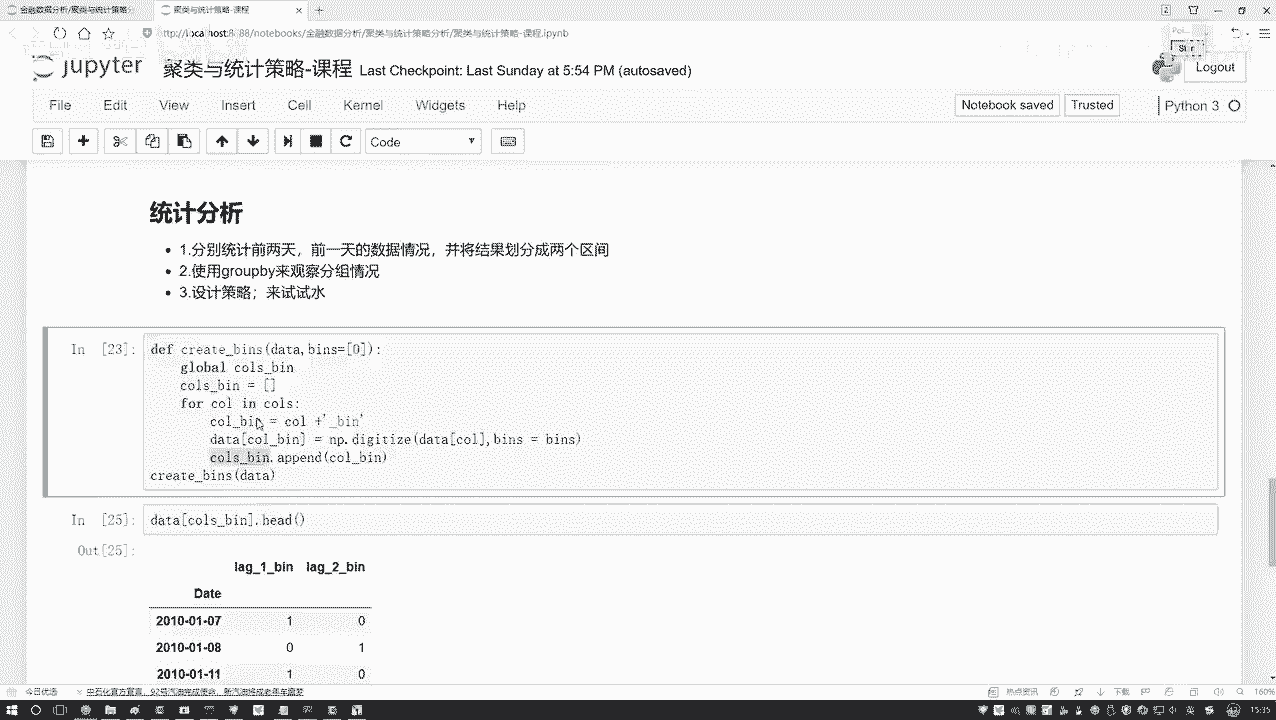 金融数据分析/聚类与统计策略
聚类与统计策略-课程
ttp://localhost:8888/notebooks/金融数据分析/聚类与统计策略分析/聚类与统计策略-课程.ipynb
jupyter 聚类与统计策略-课程 Last Checkpoint: Last Sunday at 5:54 PM (autosaved)
Logout
File Edit View Insert Cell Kernel Widgets Help
Notebook saved Trusted Python 3
Code
统计分析
1.分别统计前两天，前一天的数据情况，并将结果划分成两个区间
2.使用groupby来观察分组情况
3.设计策略；来试试水
In [23]:
def create_bins(data,bins=[0]):
global cols_bin
cols_bin = []
for col in cols:
col_bin = col +'_bin'
data[col_bin] = np.digitize(data[col],bins = bins)
cols_bin.append(col_bin)
create_bins(data)
In [25]: data[cols_bin].head()
Out[25]:
lag_1_bin lag_2_bin
Date
2010-01-07 1 0
2010-01-08 0 1
2010-01-11 1 0
今日优选
热点资讯 下载 160%
15:35